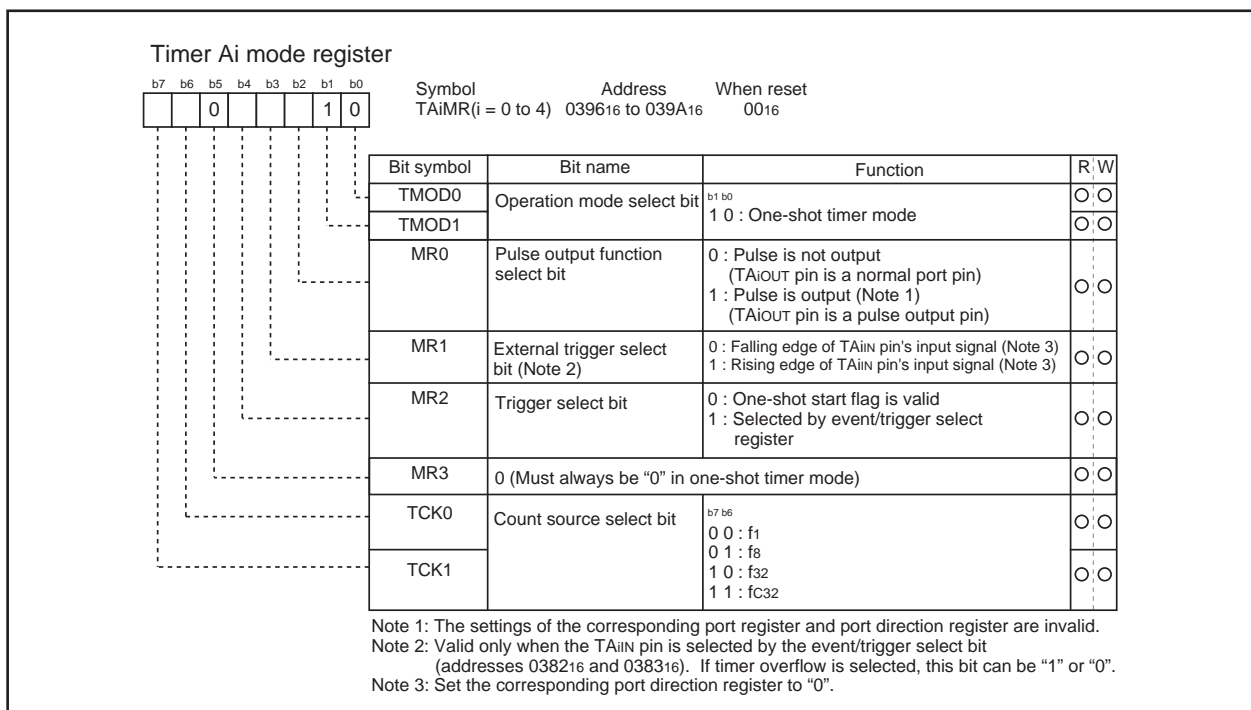 Timer Ai mode register
b7 b6 b5 b4 b3 b2 b1 b0
0 1 0
Symbol Address When reset
TAiMR(i = 0 to 4) 039616 to 039A16 0016
Bit symbol Bit name Function R W
TMOD0 Operation mode select bit b1 b0
1 0 : One-shot timer mode
TMOD1
MR0 Pulse output function select bit 0 : Pulse is not output
(TAiOUT pin is a normal port pin)
1 : Pulse is output (Note 1)
(TAiOUT pin is a pulse output pin)
MR1 External trigger select bit (Note 2) 0 : Falling edge of TAiIN pin's input signal (Note 3)
1 : Rising edge of TAiIN pin's input signal (Note 3)
MR2 Trigger select bit 0 : One-shot start flag is valid
1 : Selected by event/trigger select
register
MR3 0 (Must always be “0” in one-shot timer mode)
TCK0 Count source select bit b7 b6
0 0 : f1
0 1 : f8
TCK1 1 0 : f32
1 1 : fC32
Note 1: The settings of the corresponding port register and port direction register are invalid.
Note 2: Valid only when the TAiIN pin is selected by the event/trigger select bit
(addresses 038216 and 038316). If timer overflow is selected, this bit can be “1” or “0”.
Note 3: Set the corresponding port direction register to “0”.